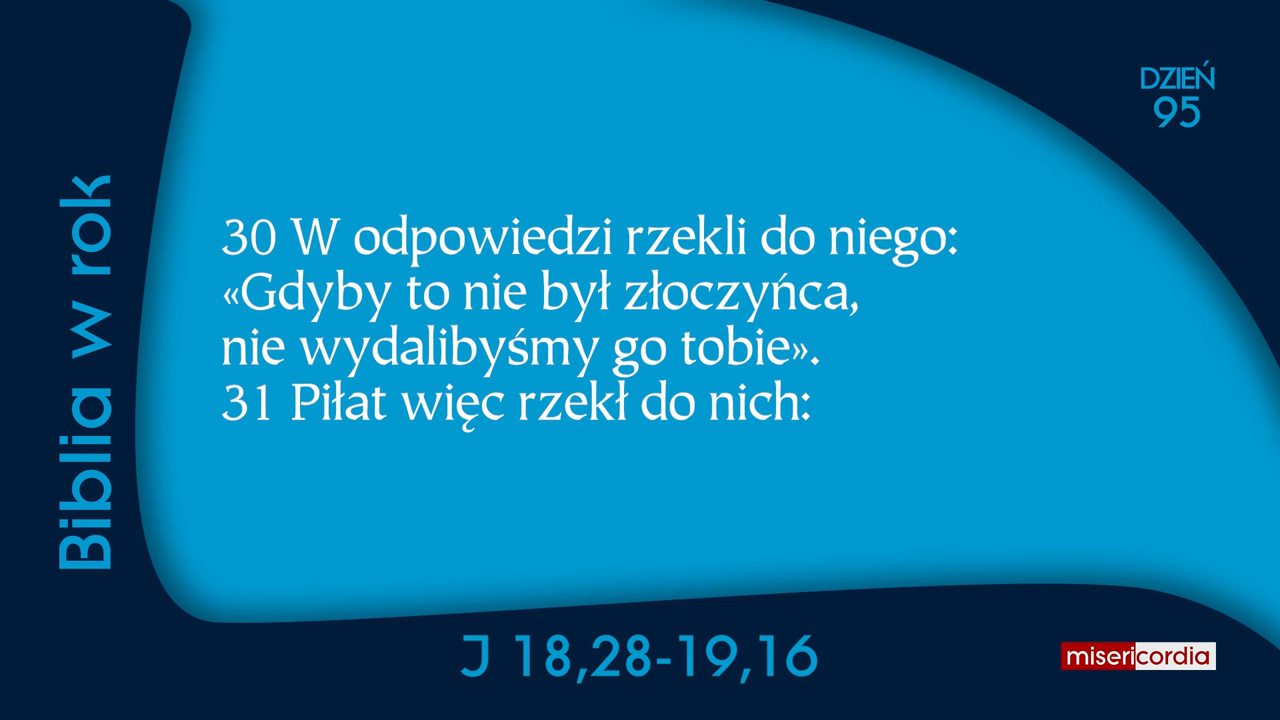 DZIEŃ
95
Biblia w rok
30 W odpowiedzi rzekli do niego:
«Gdyby to nie był złoczyńca,
nie wydalibyśmy go tobie».
31 Piłat więc rzekł do nich:
J 18,28-19,16
misericordia